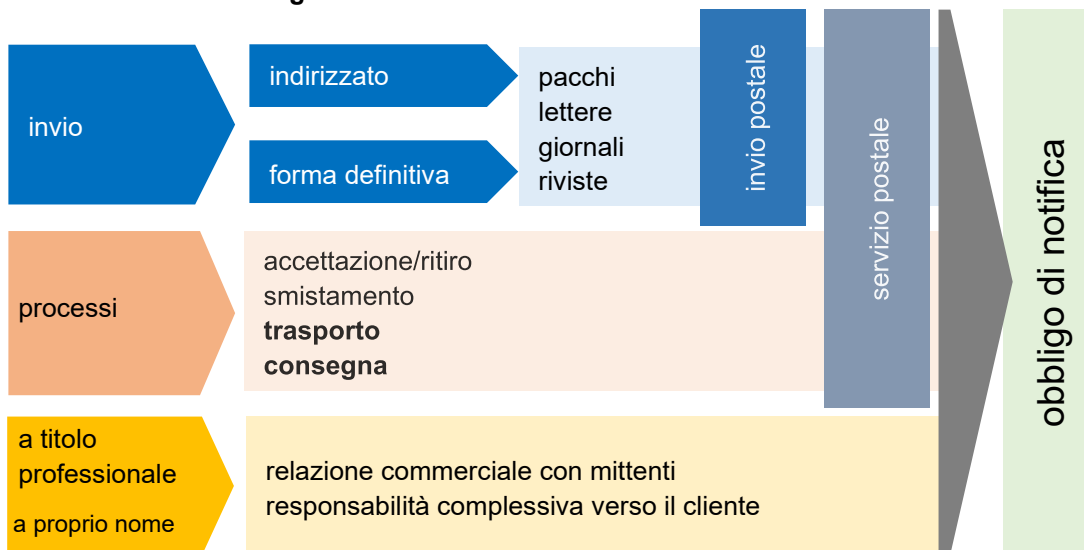 invio
indirizzato
forma definitiva
pacchi
lettere
giornali
riviste
invio postale
servizio postale
obbligo di notifica
processi
accettazione/ritiro
smistamento
trasporto
consegna
a titolo
professionale
a proprio nome
relazione commerciale con mittenti
responsabilità complessiva verso il cliente